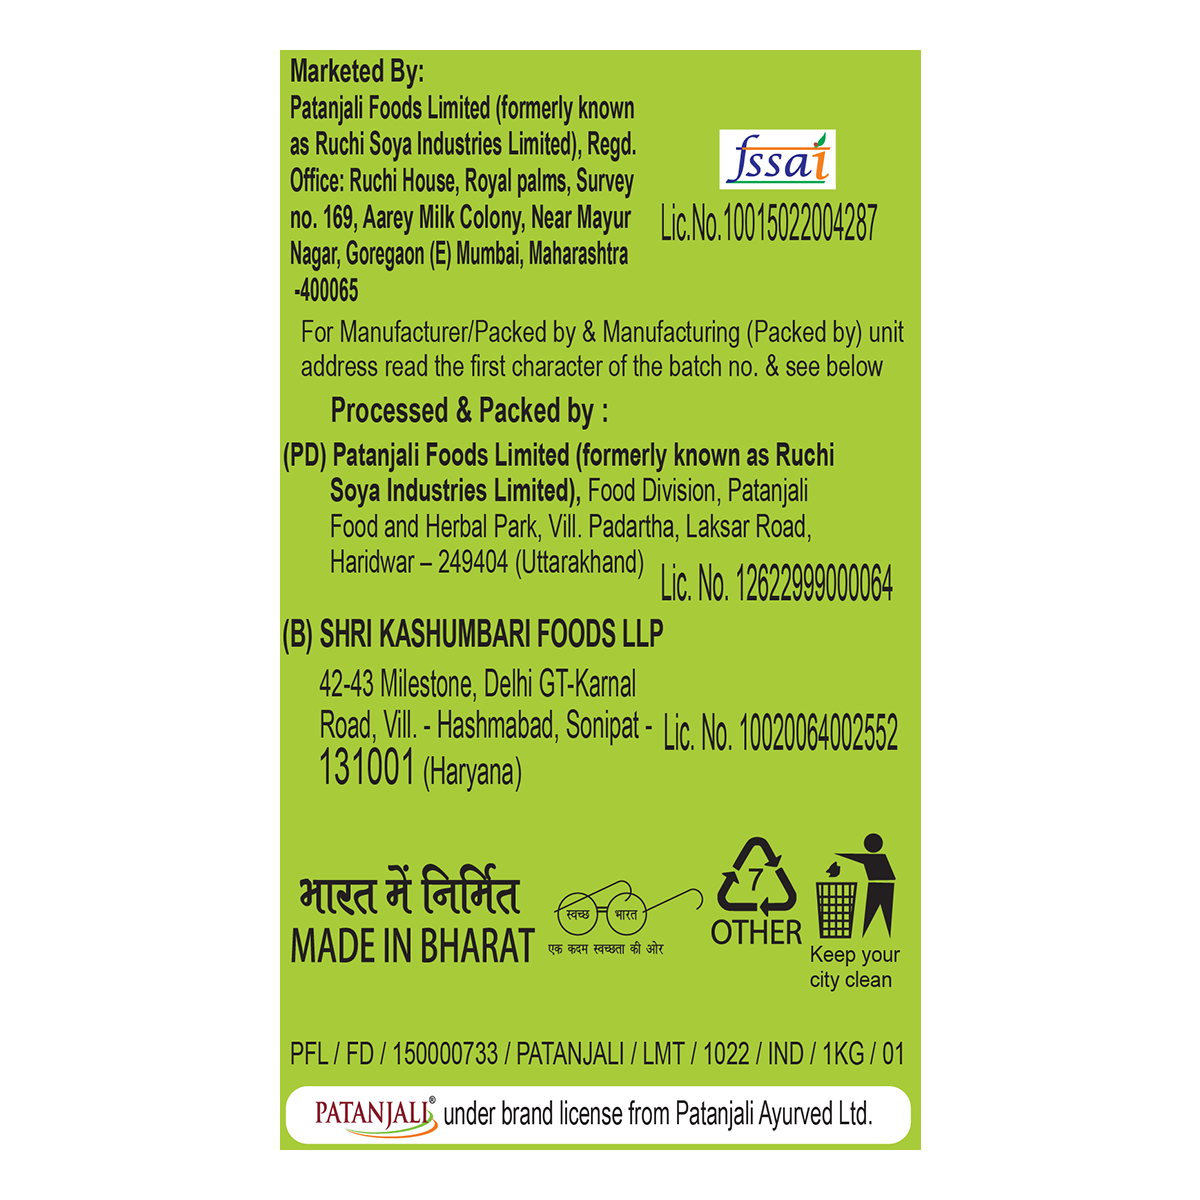 Marketed By:
Patanjali Foods Limited (formerly known
as Ruchi Soya Industries Limited), Regd.
Office: Ruchi House, Royal palms, Survey
no. 169, Aarey Milk Colony, Near Mayur
Nagar, Goregaon (E) Mumbai, Maharashtra
-400065
fssai
Lic.No.10015022004287
For Manufacturer/Packed by & Manufacturing (Packed by) unit
address read the first character of the batch no. & see below
Processed & Packed by :
(PD) Patanjali Foods Limited (formerly known as Ruchi
Soya Industries Limited), Food Division, Patanjali
Food and Herbal Park, Vill. Padartha, Laksar Road,
Haridwar – 249404 (Uttarakhand)
Lic. No. 12622999000064
(B) SHRI KASHUMBARI FOODS LLP
42-43 Milestone, Delhi GT-Karnal
Road, Vill. - Hashmabad, Sonipat -
131001 (Haryana)
Lic. No. 10020064002552
भारत में निर्मित
MADE IN BHARAT
स्वच्छ भारत
एक कदम स्वच्छता की ओर
7
OTHER
Keep your
city clean
PFL / FD / 150000733 / PATANJALI / LMT / 1022 / IND / 1KG / 01
PATANJALI® under brand license from Patanjali Ayurved Ltd.